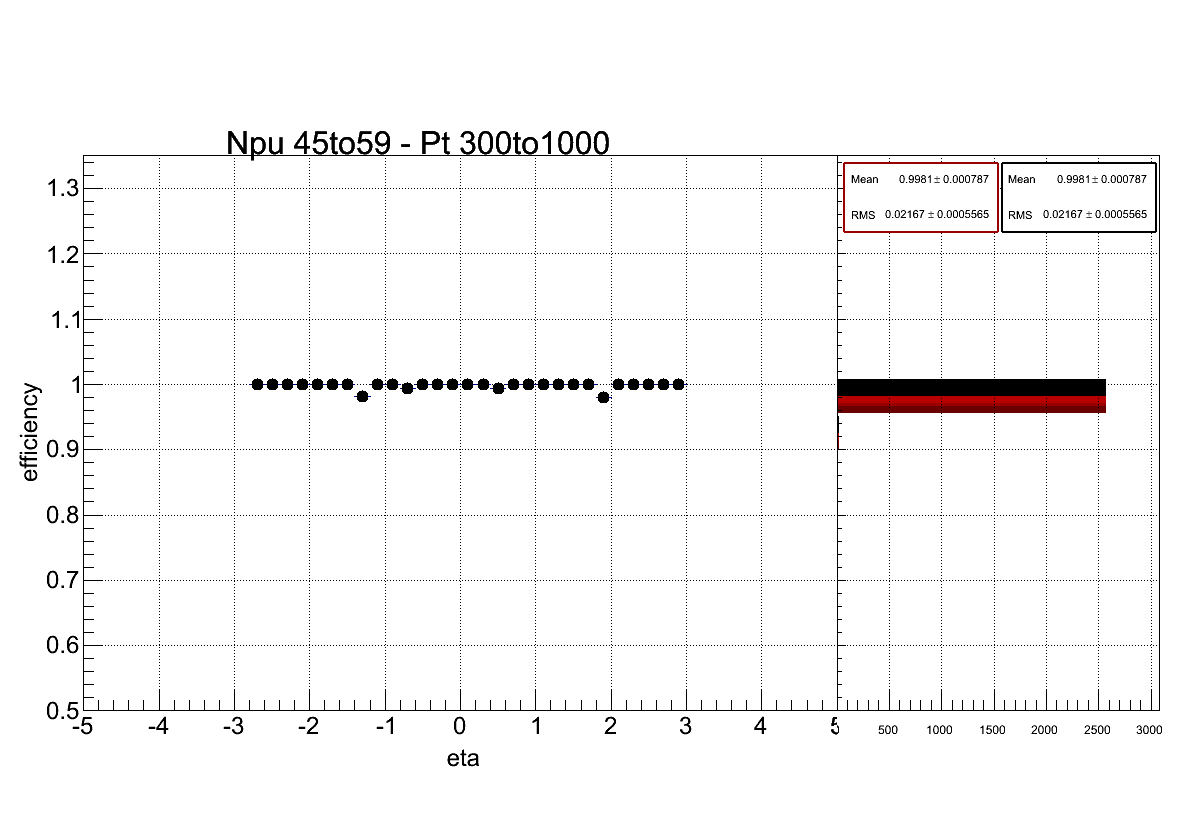 Npu 45to59 - Pt 300to1000
Mean 0.9981± 0.000787
RMS 0.02167 ± 0.0005565
Mean 0.9981± 0.000787
RMS 0.02167 ± 0.0005565
1.3
1.2
1.1
1
0.9
0.8
0.7
0.6
0.5
efficiency
-5 -4 -3 -2 -1 0 1 2 3 4
500 1000 1500 2000 2500 3000
eta